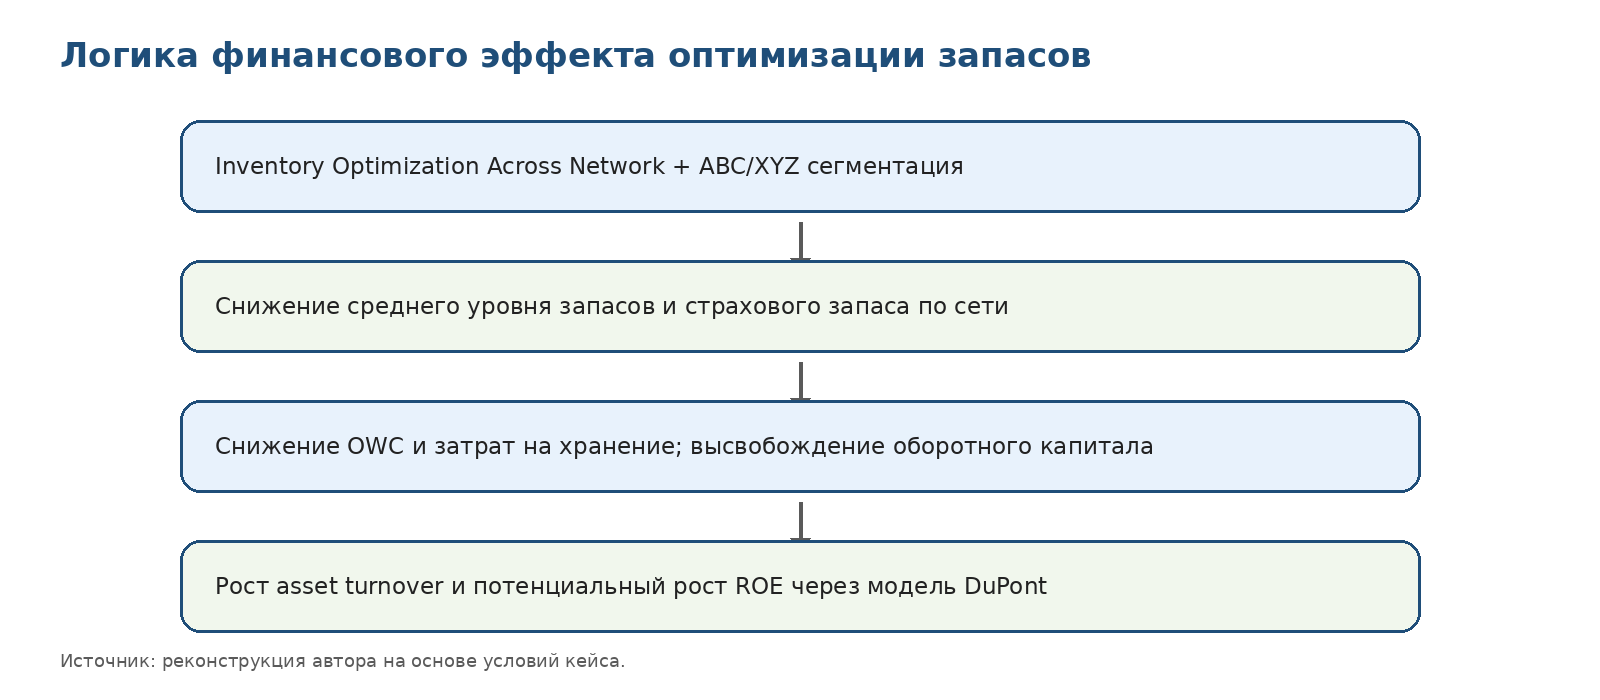 Логика финансового эффекта оптимизации запасов
Inventory Optimization Across Network + ABC/XYZ сегментация
Снижение среднего уровня запасов и страхового запаса по сети
Снижение OWC и затрат на хранение; высвобождение оборотного капитала
Рост asset turnover и потенциальный рост ROE через модель DuPont
Источник: реконструкция автора на основе условий кейса.